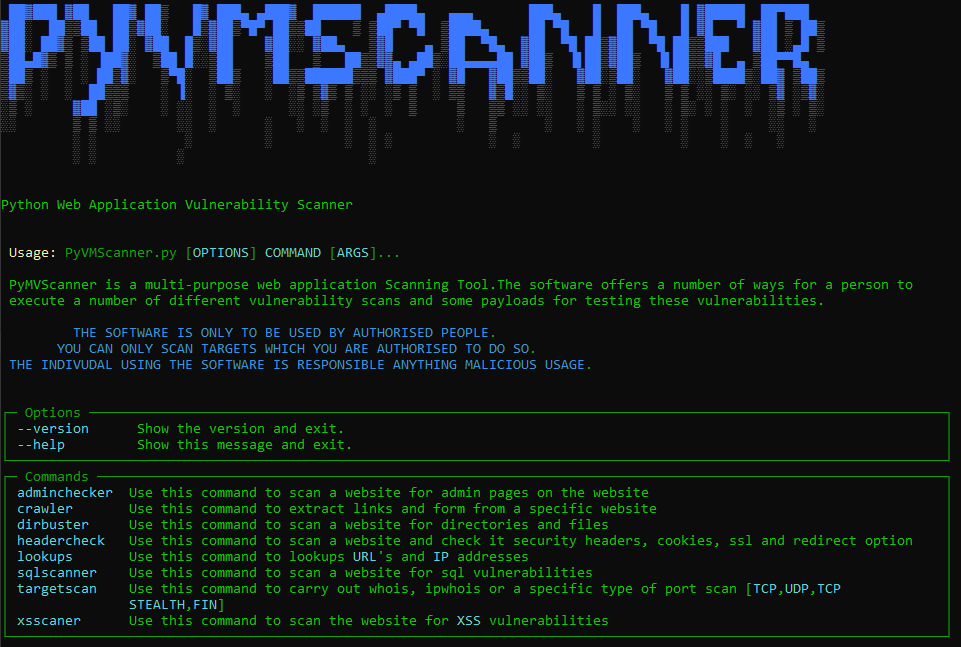 PYVMSCANNER
Python Web Application Vulnerability Scanner
Usage: PyVMScanner.py [OPTIONS] COMMAND [ARGS]...
PyMVScanner is a multi-purpose web application Scanning Tool.The software offers a number of ways for a person to
execute a number of different vulnerability scans and some payloads for testing these vulnerabilities.
THE SOFTWARE IS ONLY TO BE USED BY AUTHORISED PEOPLE.
YOU CAN ONLY SCAN TARGETS WHICH YOU ARE AUTHORISED TO DO SO.
THE INDIVUDAL USING THE SOFTWARE IS RESPONSIBLE ANYTHING MALICIOUS USAGE.
Options
--version Show the version and exit.
--help Show this message and exit.
Commands
adminchecker Use this command to scan a website for admin pages on the website
crawler Use this command to extract links and form from a specific website
dirbuster Use this command to scan a website for directories and files
headercheck Use this command to scan a website and check it security headers, cookies, ssl and redirect option
lookups Use this command to lookups URL's and IP addresses
sqlscanner Use this command to scan a website for sql vulnerabilities
targetscan Use this command to carry out whois, ipwhois or a specific type of port scan [TCP,UDP,TCP
STEALTH,FIN]
xsscaner Use this command to scan the website for XSS vulnerabilities